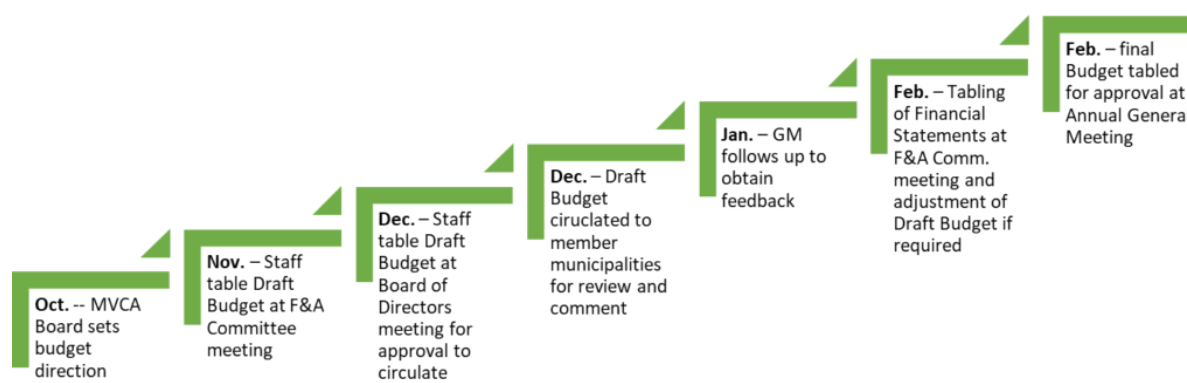 Oct. -- MVCA
Board sets
budget
direction
Nov. – Staff
table Draft
Budget at F&A
Committee
meeting
Dec. – Staff
table Draft
Budget at
Board of
Directors
meeting for
approval to
circulate
Dec. – Draft
Budget
ciruclated to
member
municipalities
for review and
comment
Jan. – GM
follows up to
obtain
feedback
Feb. – Tabling
of Financial
Statements at
F&A Comm.
meeting and
adjustment of
Draft Budget if
required
Feb. – final
Budget tabled
for approval at
Annual Genera
Meeting